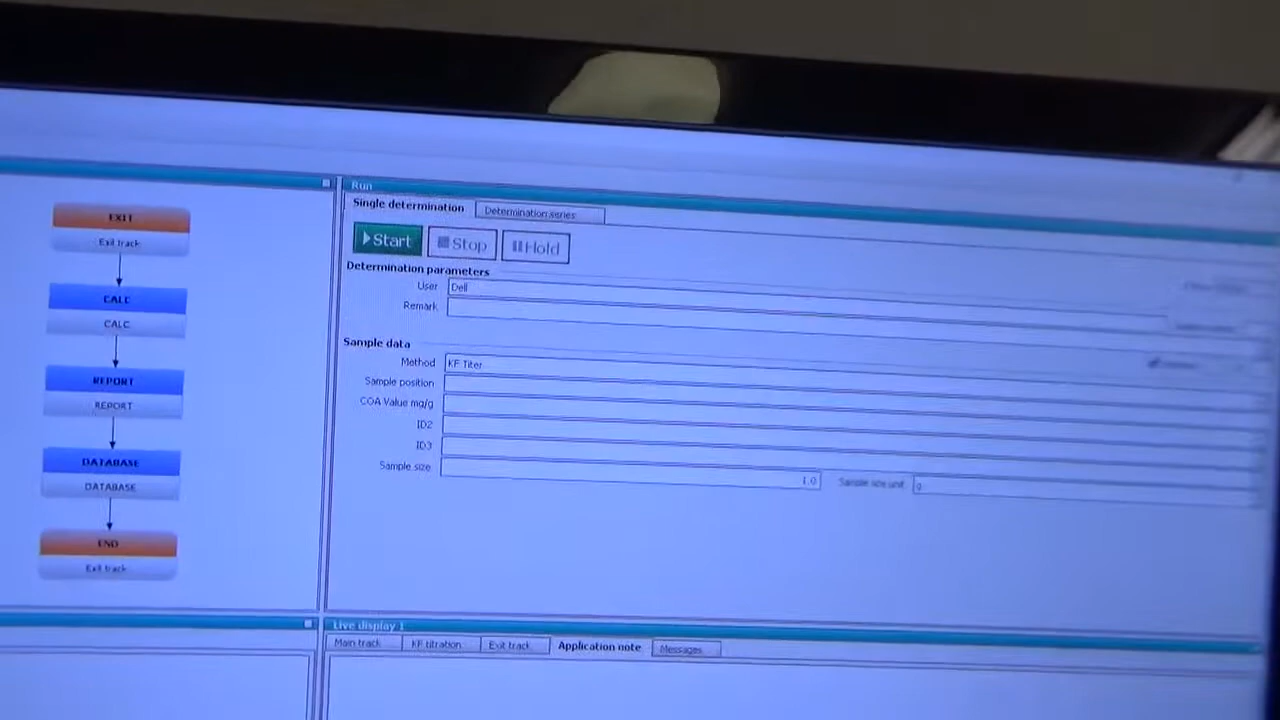 EXIT
Exit track
CALC
CALC
REPORT
REPORT
DATABASE
DATABASE
END
Exit track
Run
Single determination Determination series
Start Stop Hold
Determination parameters
User Dell
Remark
Sample data
Method KF Titer
Sample position
COA Value mg/g
ID2
ID3
Sample size 1.0 Sample size unit g
Live display 1
Main track KF titration Exit track Application note Messages